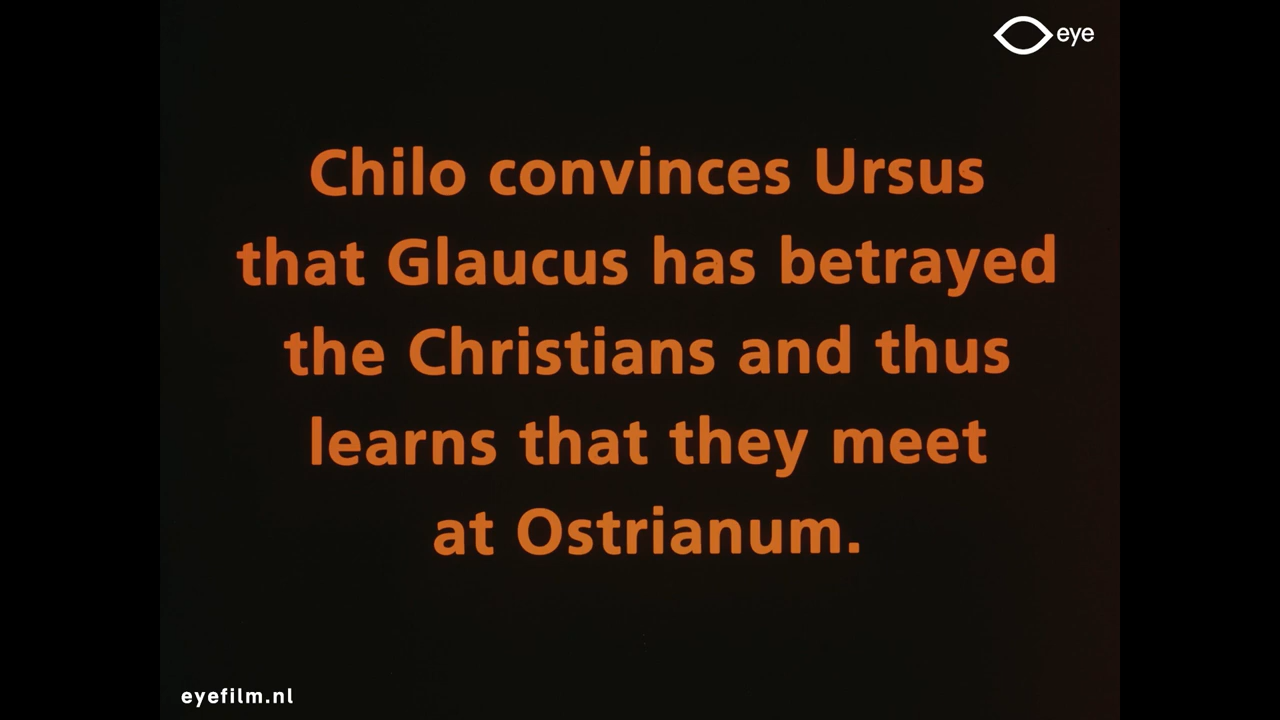 eye
Chilo convinces Ursus
that Glaucus has betrayed
the Christians and thus
learns that they meet
at Ostrianum.
eyefilm.nl